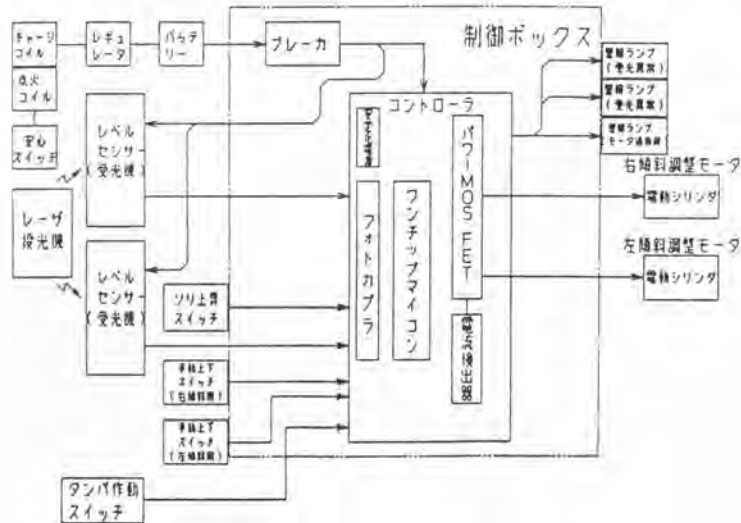 チャージ
コイル
レギュ
レータ
バッテ
リー
ブレーカ
制御ボックス
点火
コイル
安心
スイッチ
レベル
センサー
(受光機)
レーザ
投光機
レベル
センサー
(受光機)
ソリ上昇
スイッチ
手動上下
スイッチ
(右傾斜用)
手動上下
スイッチ
(左傾斜用)
タンパ作動
スイッチ
コントローラ
フォトカプラ
ワンチップマイコン
パワーMOS FET
電流検出器
警報ランプ
(受光異常)
警報ランプ
(受光異常)
警報ランプ
右傾斜調整モータ
電動シリンダ
左傾斜調整モータ
電動シリンダ